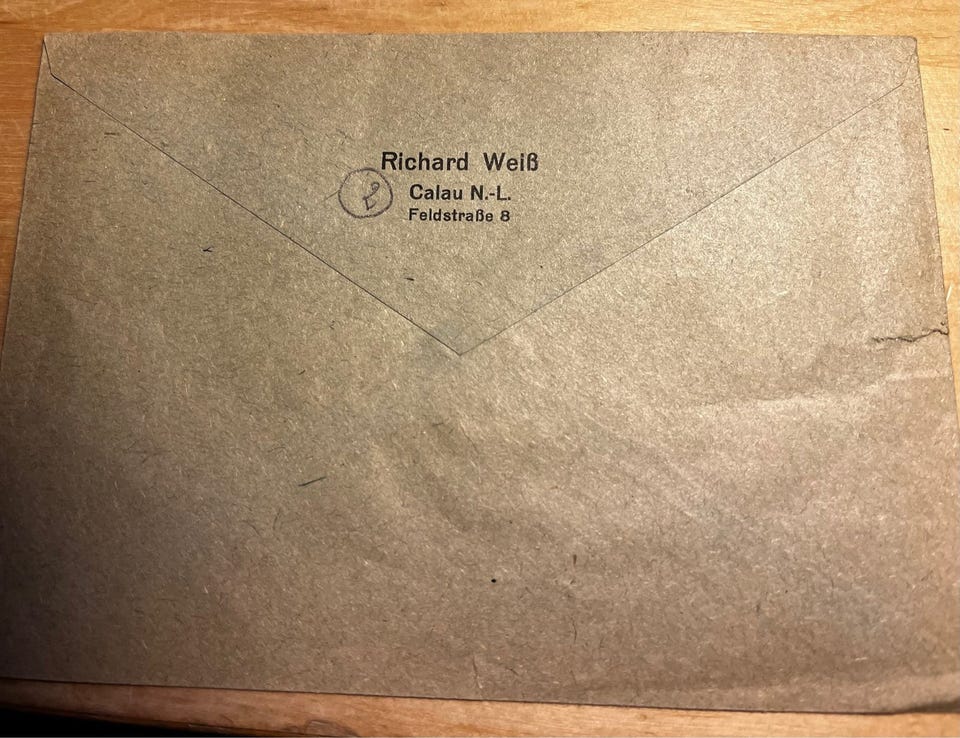 Richard Weiß
Calau N.-L.
Feldstraße 8